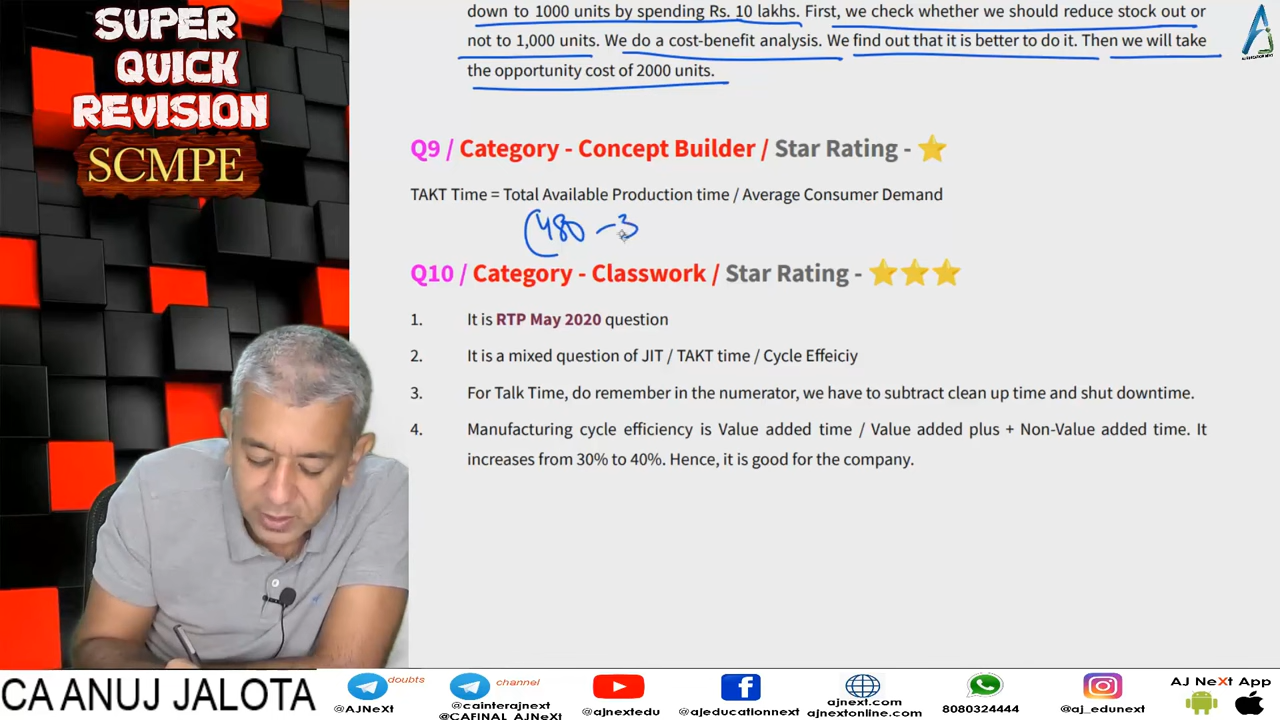 SUPER
QUICK
REVISION
SCMPE
down to 1000 units by spending Rs. 10 lakhs. First, we check whether we should reduce stock out or
not to 1,000 units. We do a cost-benefit analysis. We find out that it is better to do it. Then we will take
the opportunity cost of 2000 units.
Q9 / Category - Concept Builder / Star Rating -
TAKT Time = Total Available Production time / Average Consumer Demand
(480 - 3
Q10 / Category - Classwork / Star Rating -
1. It is RTP May 2020 question
2. It is a mixed question of JIT / TAKT time / Cycle Effeiciy
3. For Talk Time, do remember in the numerator, we have to subtract clean up time and shut downtime.
4. Manufacturing cycle efficiency is Value added time / Value added plus + Non-Value added time. It
increases from 30% to 40%. Hence, it is good for the company.
CA ANUJ JALOTA
doubts
@AJNeXt
channel
@cainterajnext
@CAFINAL_AJNeXt
@ajnextedu
@ajeducationnext
ajnext.com
ajnextonline.com
8080324444
@aj_edunext
AJ NeXt App